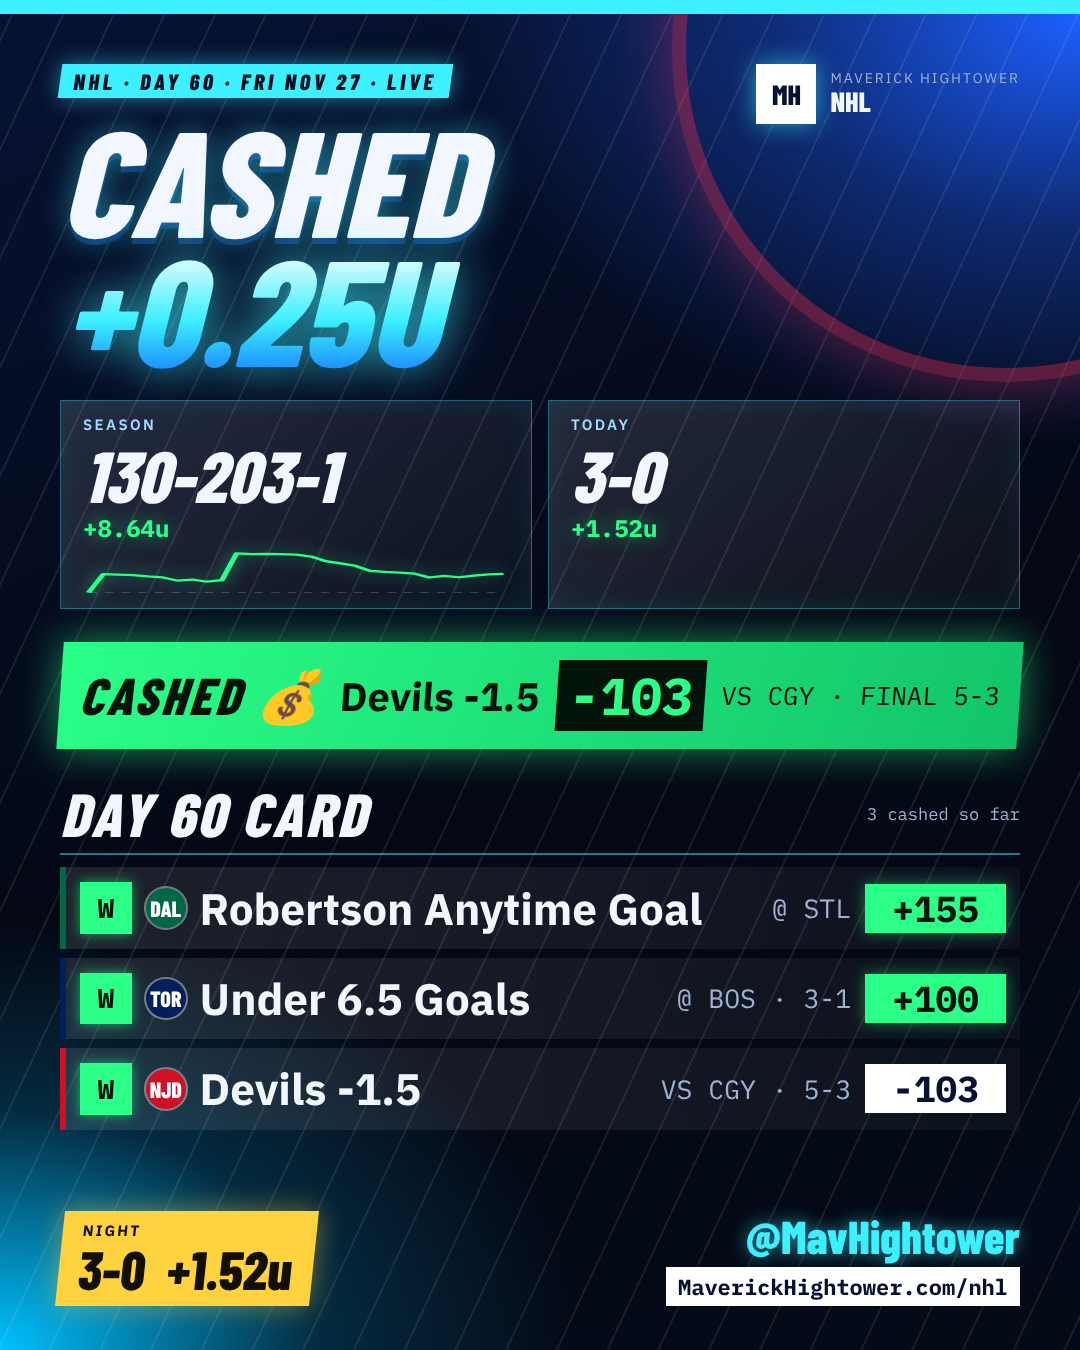 NHL · DAY 60 · FRI NOV 27 · LIVE
MH
MAVERICK HIGHTOWER
NHL
CASHED
+0.25U
SEASON
130-203-1
+8.64u
TODAY
3-0
+1.52u
CASHED 💰 Devils -1.5 -103 VS CGY · FINAL 5-3
DAY 60 CARD
3 cashed so far
W DAL Robertson Anytime Goal @ STL +155
W TOR Under 6.5 Goals @ BOS · 3-1 +100
W NJD Devils -1.5 VS CGY · 5-3 -103
NIGHT
3-0 +1.52u
@MavHightower
MaverickHightower.com/nhl